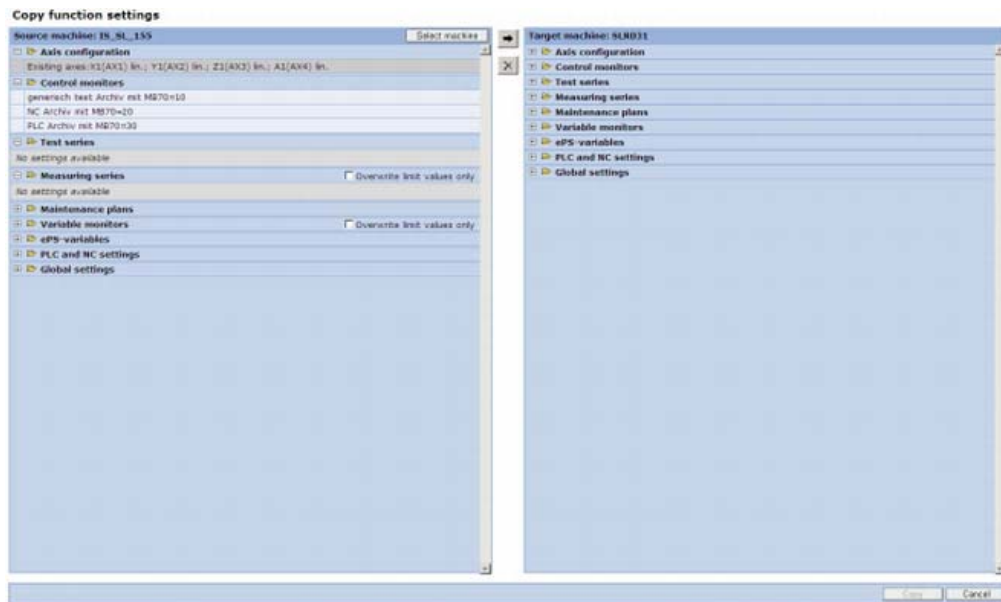 Copy function settings
Source machine: IS_SL_155
Select machine
Axis configuration
Existing axes:X1(AX1) lin.; Y1(AX2) lin.; Z1(AX3) lin.; A1(AX4) lin.
Control monitors
generisch test Archiv mit MB70=10
NC Archiv mit MB70=20
PLC Archiv mit MB70=30
Test series
No settings available
Measuring series
Overwrite limit values only
No settings available
Maintenance plans
Variable monitors
Overwrite limit values only
ePS-variables
PLC and NC settings
Global settings
Target machine: SLR031
Axis configuration
Control monitors
Test series
Measuring series
Maintenance plans
Variable monitors
ePS-variables
PLC and NC settings
Global settings
Copy
Cancel